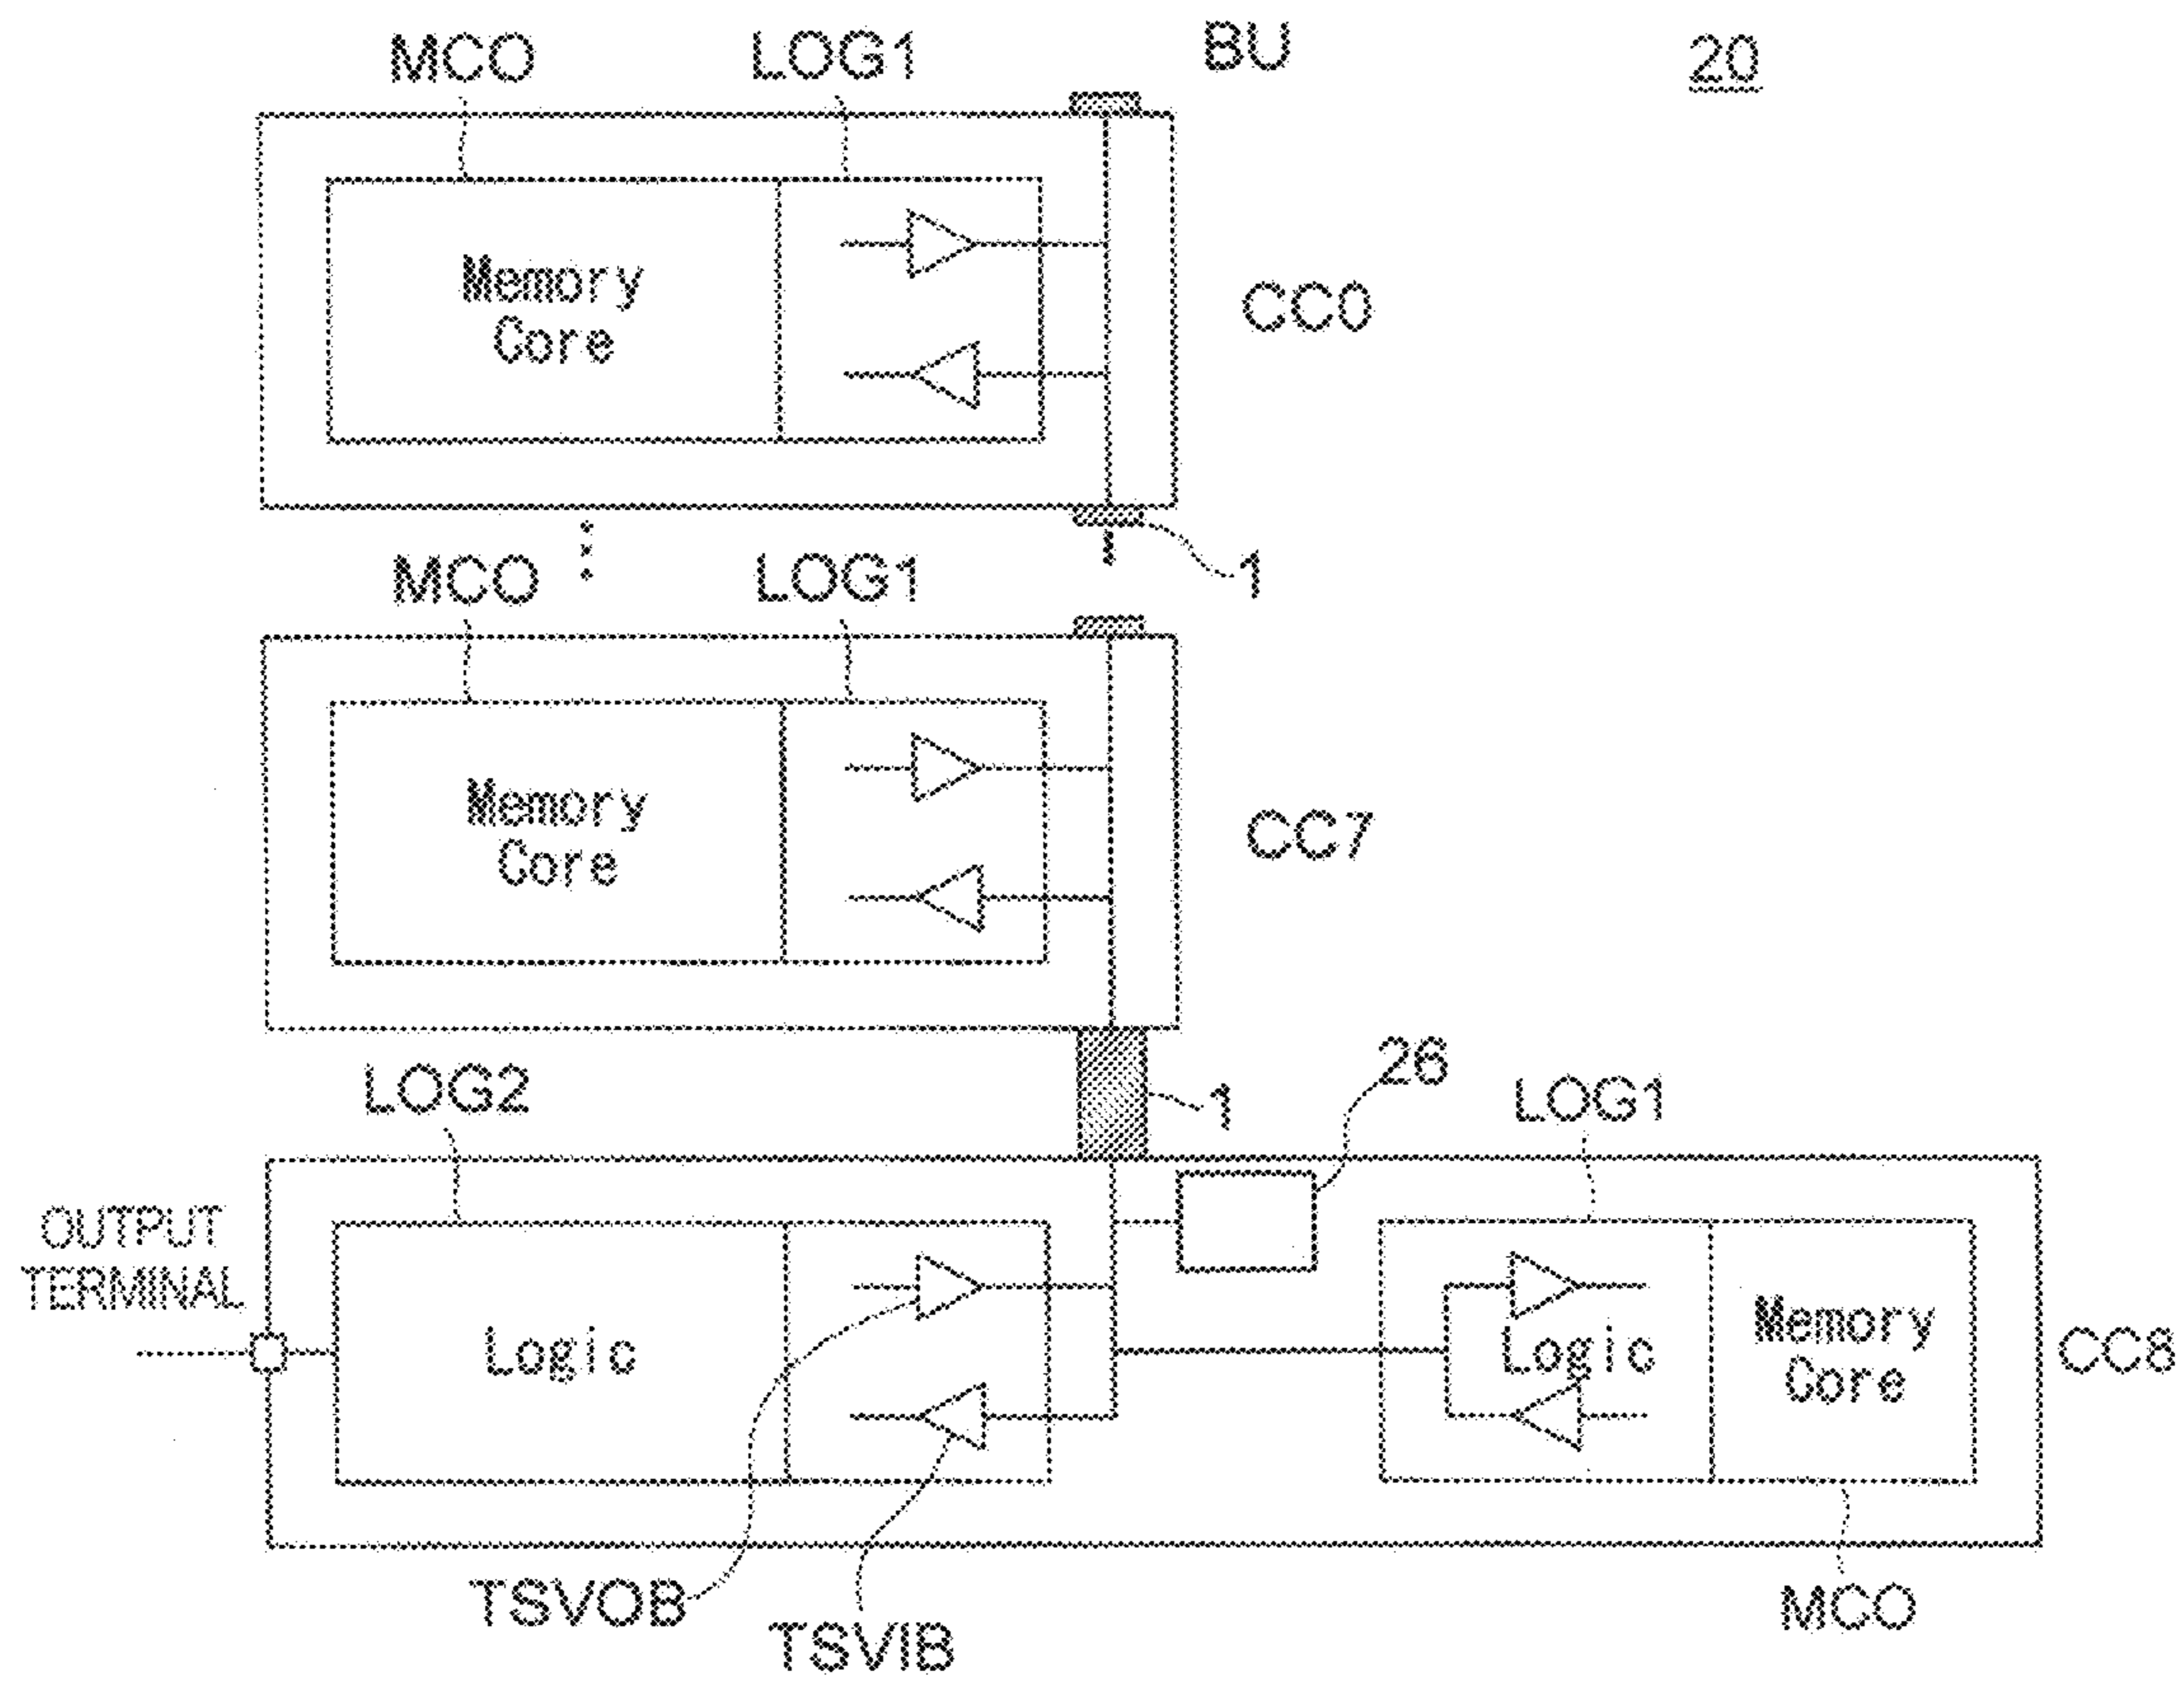 MCO LOG1 BU 20
Memory
Core
CC0
MCO LOG1 1
Memory
Core
CC7
LOG2 1 26 LOG1
OUTPUT
TERMINAL
Logic Logic Memory
Core
CC8
TSVOB MCO
TSVIB